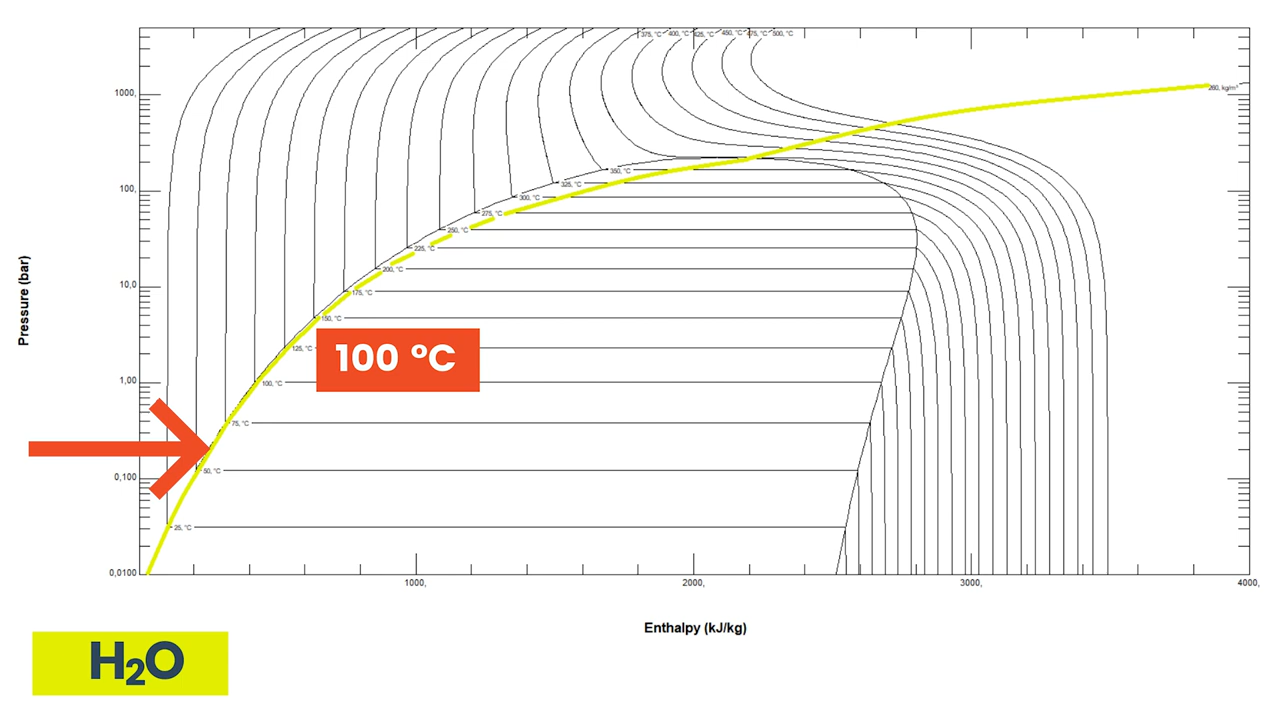 375, °C 400, °C 425, °C 450, °C 475, °C 500, °C
260, kg/m³
1000,
350, °C
325, °C
100,
300, °C
275, °C
250, °C
225, °C
200, °C
10,0
175, °C
150, °C
125, °C
100 °C
1,00
100, °C
75, °C
50, °C
0,100
25, °C
0,0100
1000,
2000,
3000,
4000,
Pressure (bar)
Enthalpy (kJ/kg)
H₂O